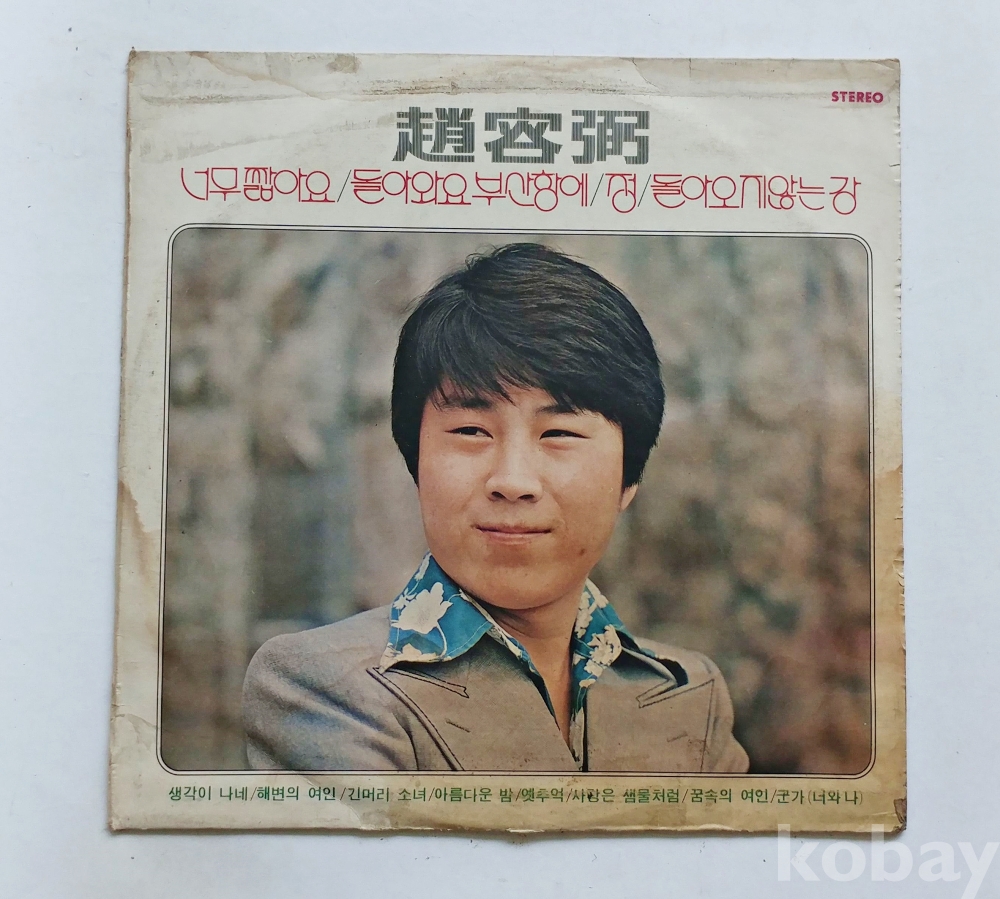 STEREO
趙容弼
너무 짧아요/돌아와요 부산항에/정/돌아오지않는 강
생각이 나네/해변의 여인/긴머리 소녀/아름다운 밤/옛추억/사랑은 샘물처럼/꿈속의 여인/군가(너와 나)
kobay